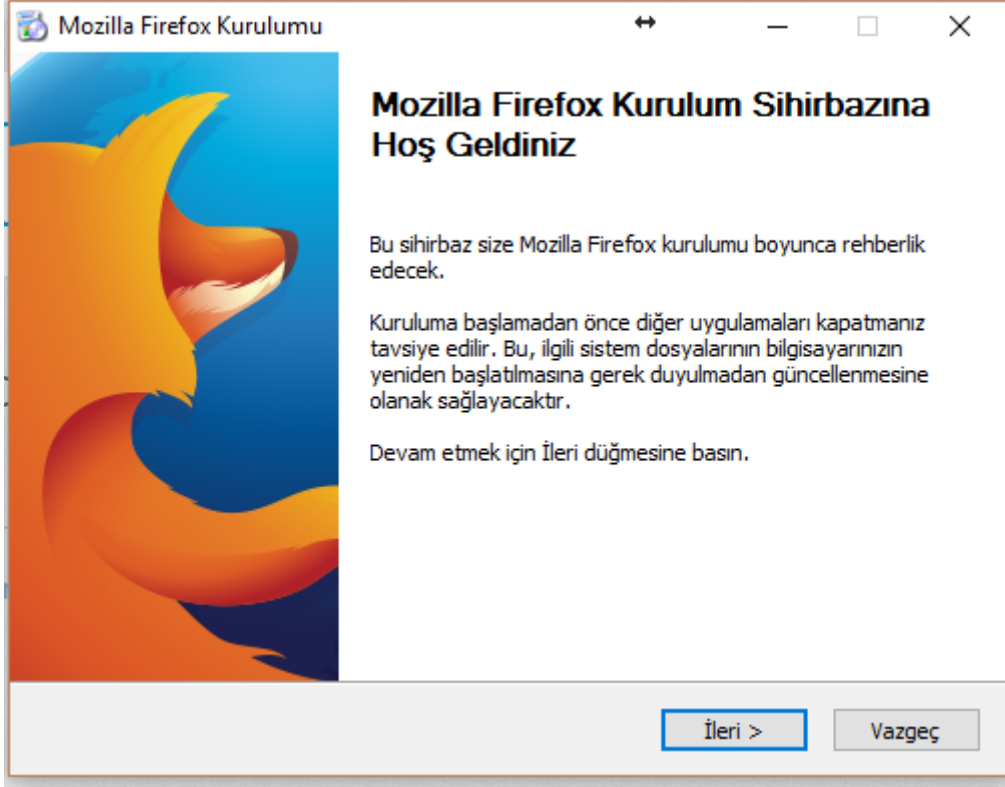 Mozilla Firefox Kurulumu
Mozilla Firefox Kurulum Sihirbazına
Hoş Geldiniz
Bu sihirbaz size Mozilla Firefox kurulumu boyunca rehberlik
edecek.
Kuruluma başlamadan önce diğer uygulamaları kapatmanız
tavsiye edilir. Bu, ilgili sistem dosyalarının bilgisayarınızın
yeniden başlatılmasına gerek duyulmadan güncellenmesine
olanak sağlayacaktır.
Devam etmek için İleri düğmesine basın.
İleri >
Vazgeç